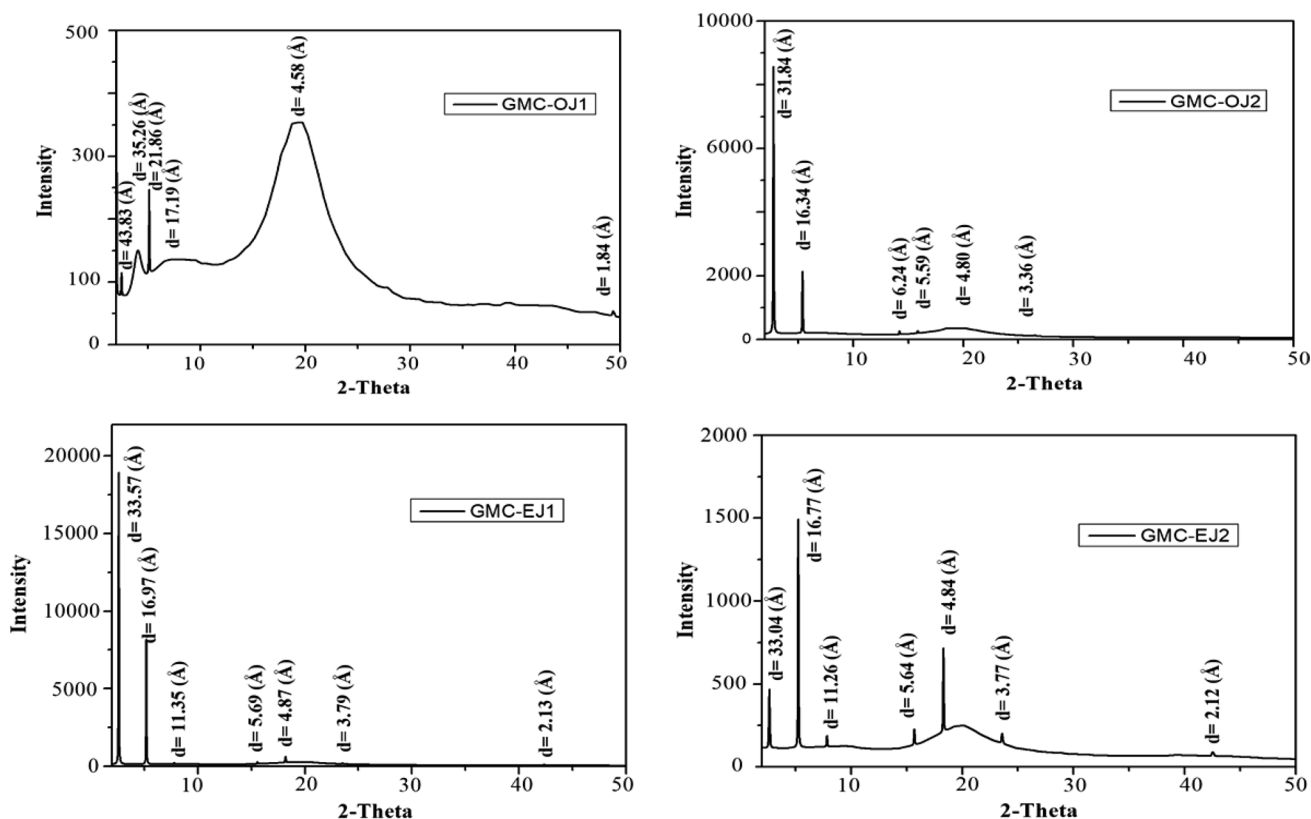 500
300
100
0
Intensity
d= 43.83 (Å)
d= 35.26 (Å)
d= 21.86 (Å)
d= 17.19 (Å)
d= 4.58 (Å)
d= 1.84 (Å)
GMC-OJ1
10
20
30
40
50
2-Theta
10000
8000
6000
4000
2000
0
Intensity
d= 31.84 (Å)
d= 16.34 (Å)
d= 6.24 (Å)
d= 5.59 (Å)
d= 4.80 (Å)
d= 3.36 (Å)
GMC-OJ2
10
20
30
40
50
2-Theta
20000
15000
10000
5000
0
Intensity
d= 33.57 (Å)
d= 16.97 (Å)
d= 11.35 (Å)
d= 5.69 (Å)
d= 4.87 (Å)
d= 3.79 (Å)
d= 2.13 (Å)
GMC-EJ1
10
20
30
40
50
2-Theta
2000
1500
1000
500
0
Intensity
d= 33.04 (Å)
d= 16.77 (Å)
d= 11.26 (Å)
d= 5.64 (Å)
d= 4.84 (Å)
d= 3.77 (Å)
d= 2.12 (Å)
GMC-EJ2
10
20
30
40
50
2-Theta